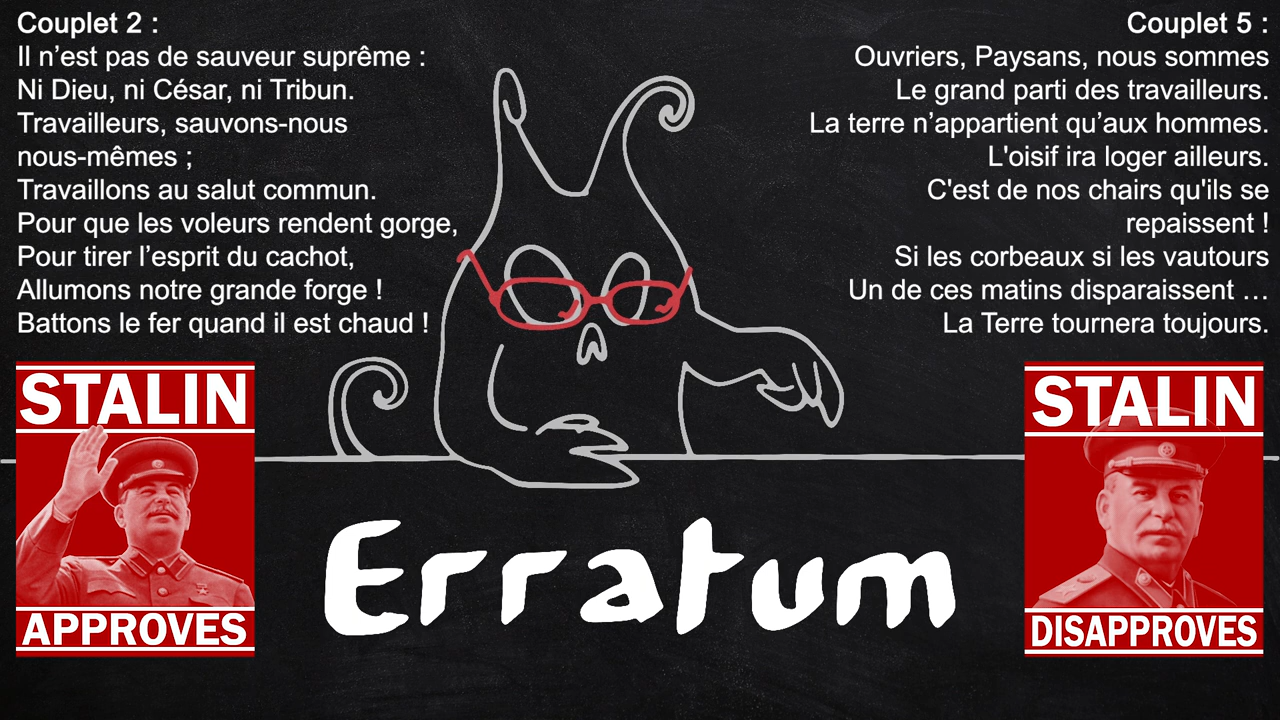 Couplet 2 :
Il n’est pas de sauveur suprême :
Ni Dieu, ni César, ni Tribun.
Travailleurs, sauvons-nous
nous-mêmes ;
Travaillons au salut commun.
Pour que les voleurs rendent gorge,
Pour tirer l’esprit du cachot,
Allumons notre grande forge !
Battons le fer quand il est chaud !
Couplet 5 :
Ouvriers, Paysans, nous sommes
Le grand parti des travailleurs.
La terre n’appartient qu’aux hommes.
L'oisif ira loger ailleurs.
C'est de nos chairs qu'ils se
repaissent !
Si les corbeaux si les vautours
Un de ces matins disparaissent …
La Terre tournera toujours.
STALIN
APPROVES
Erratum
STALIN
DISAPPROVES